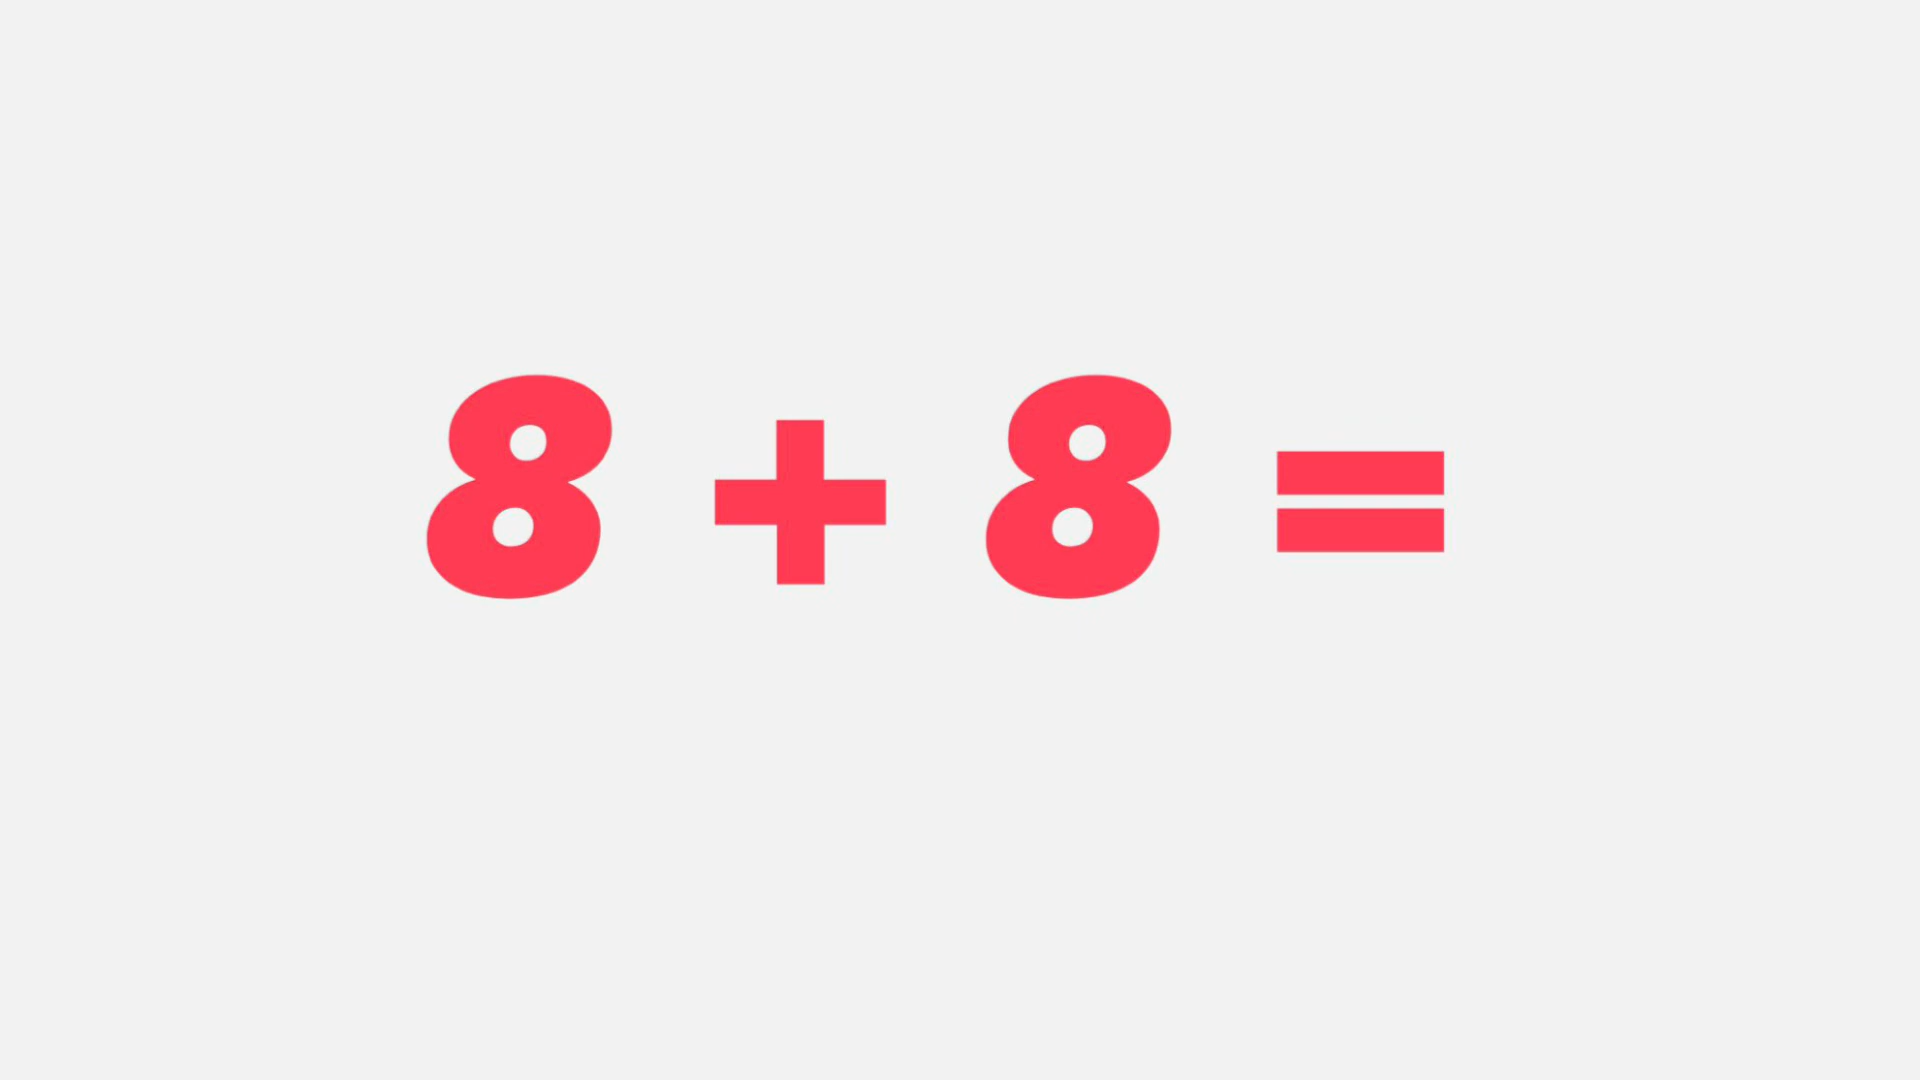 8 + 8 =